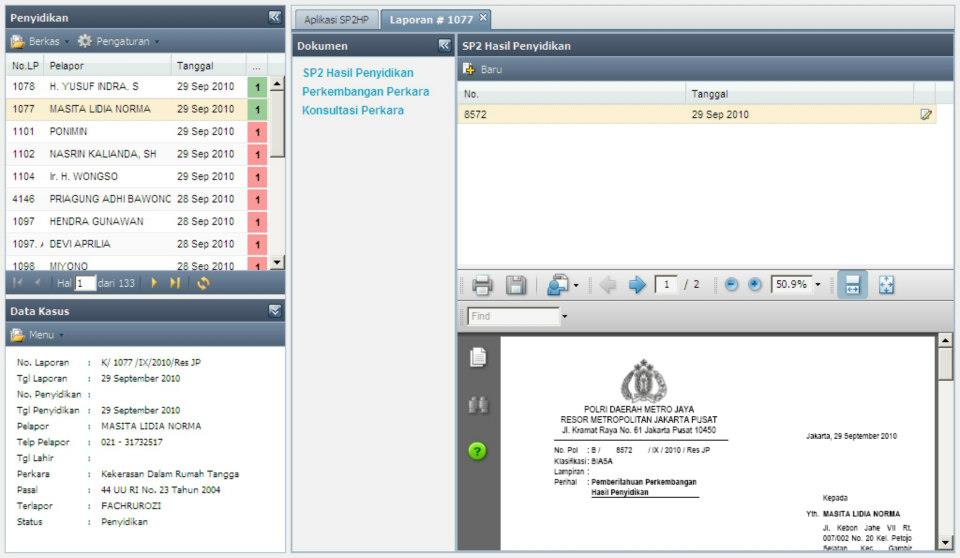 Penyidikan
Berkas Pengaturan
No.LP Pelapor Tanggal ...
1078 H. YUSUF INDRA. S 29 Sep 2010 1
1077 MASITA LIDIA NORMA 29 Sep 2010 1
1101 PONIMIN 29 Sep 2010 1
1102 NASRIN KALIANDA, SH 29 Sep 2010 1
1104 Ir. H. WONGSO 29 Sep 2010 1
4146 PRIAGUNG ADHI BAWONO 28 Sep 2010 1
1097 HENDRA GUNAWAN 28 Sep 2010 1
1097. / DEVI APRILIA 28 Sep 2010 1
1098 MIYONO 28 Sep 2010 1
Hal 1 dari 133
Data Kasus
Menu
No. Laporan : K/ 1077 /IX/2010/Res JP
Tgl Laporan : 29 September 2010
No. Penyidikan :
Tgl Penyidikan : 29 September 2010
Pelapor : MASITA LIDIA NORMA
Telp Pelapor : 021 - 31732517
Tgl Lahir :
Perkara : Kekerasan Dalam Rumah Tangga
Pasal : 44 UU RI No. 23 Tahun 2004
Terlapor : FACHRUROZI
Status : Penyidikan
Aplikasi SP2HP Laporan # 1077
Dokumen
SP2 Hasil Penyidikan
Perkembangan Perkara
Konsultasi Perkara
SP2 Hasil Penyidikan
Baru
No. Tanggal
8572 29 Sep 2010
1 / 2 50.9%
Find
POLRI DAERAH METRO JAYA
RESOR METROPOLITAN JAKARTA PUSAT
Jl. Kramat Raya No. 61 Jakarta Pusat 10450
Jakarta, 29 September 2010
No. Pol : B / 8572 / IX / 2010 / Res JP
Klasifikasi : BIASA
Lampiran :
Perihal : Pemberitahuan Perkembangan
Hasil Penyidikan
Kepada
Yth. MASITA LIDIA NORMA
Jl. Kebon Jahe VII Rt.
007/002 No. 20 Kel. Petojo
Selatan Kec. Gambir